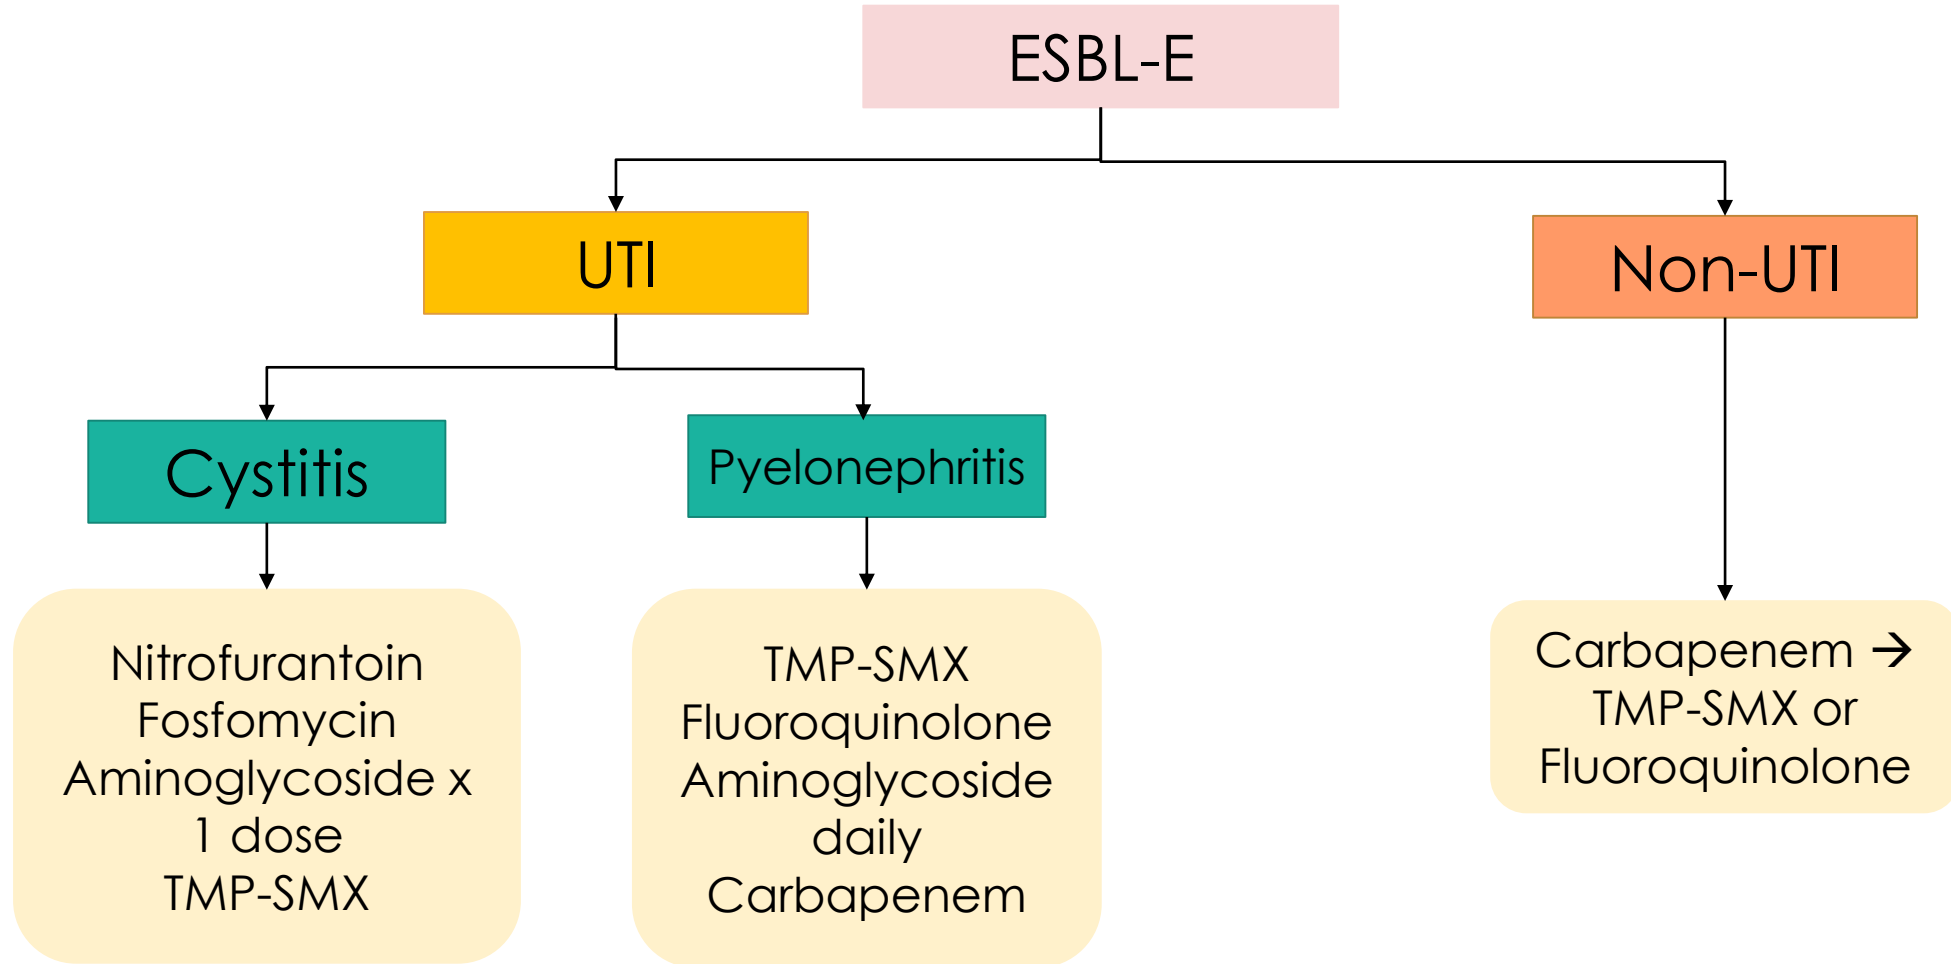 ESBL-E
UTI
Non-UTI
Cystitis
Pyelonephritis
Nitrofurantoin
Fosfomycin
Aminoglycoside x
1 dose
TMP-SMX
TMP-SMX
Fluoroquinolone
Aminoglycoside
daily
Carbapenem
Carbapenem →
TMP-SMX or
Fluoroquinolone